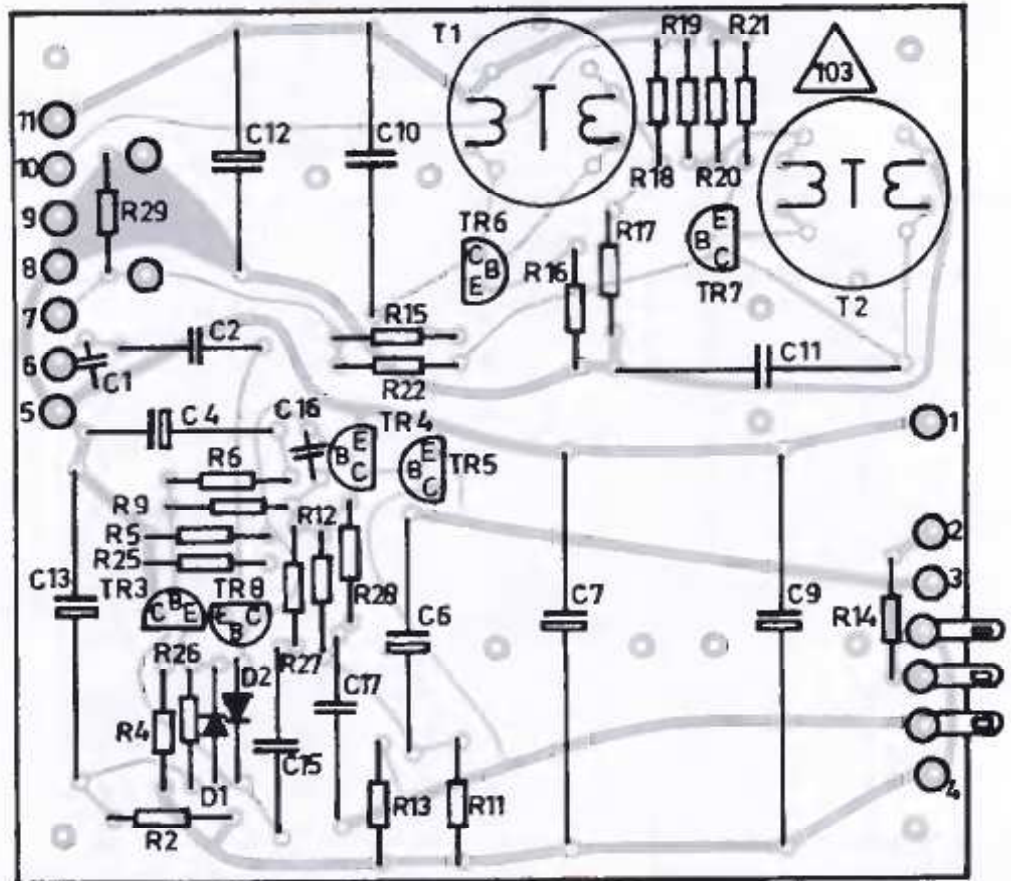 T1
R19
R21
103
11
C12
C10
10
R18
R20
R29
9
TR6
R17
E
B
C
C
B
E
8
R16
TR7
T2
7
R15
C2
C11
6
C1
R22
5
C4
C16
TR4
1
E
B
C
E
B
C
TR5
R6
R9
R12
R5
2
R25
C13
TR3
TR8
3
R28
C6
C7
C9
R14
C
B
E
E
B
C
R27
R26
D2
C17
R4
C15
4
D1
R13
R11
R2